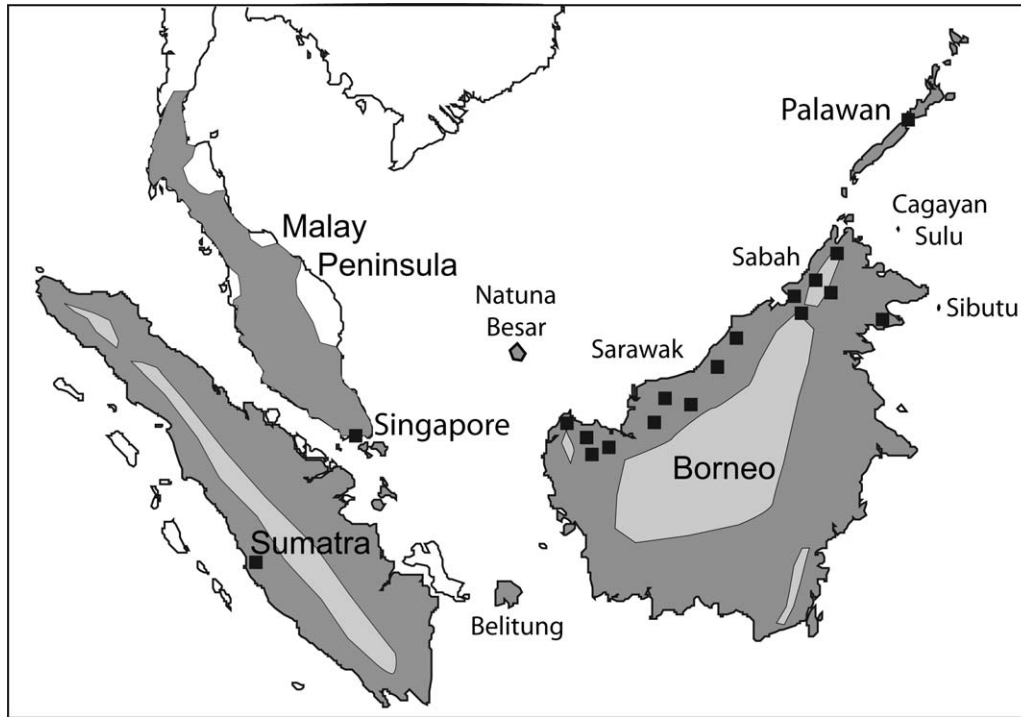 Palawan
Cagayan
Sulu
Malay
Peninsula
Sabah
Natuna
Besar
Sibutu
Sarawak
Singapore
Borneo
Sumatra
Belitung